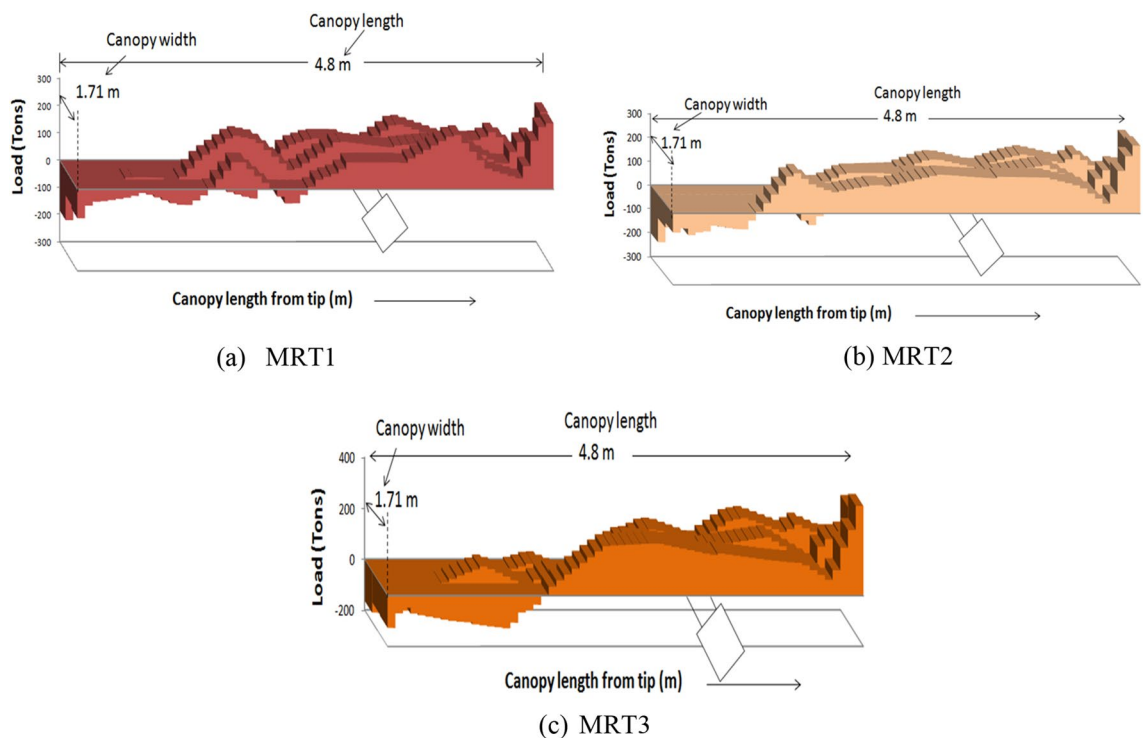 Canopy length
Canopy width
4.8 m
1.71 m
300
200
100
0
-100
-200
-300
Load (Tons)
Canopy length from tip (m)
(a) MRT1
Canopy length
Canopy width
4.8 m
1.71 m
300
200
100
0
-100
-200
-300
Load (Tons)
Canopy length from tip (m)
(b) MRT2
Canopy length
Canopy width
4.8 m
1.71 m
400
200
0
-200
Load (Tons)
Canopy length from tip (m)
(c) MRT3